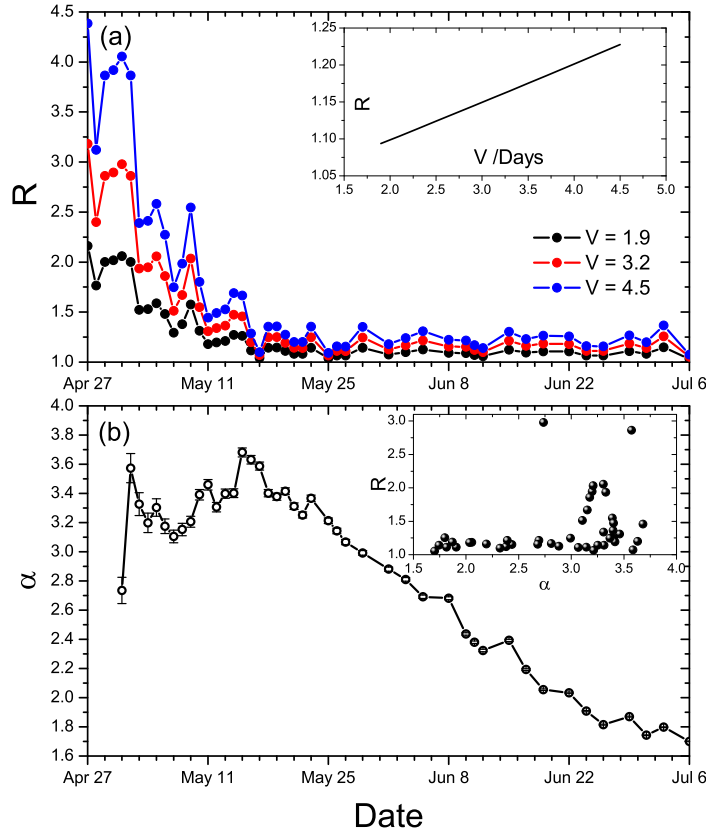 (a)
R
4.5
4.0
3.5
3.0
2.5
2.0
1.5
1.0
Apr 27 May 11 May 25 Jun 8 Jun 22 Jul 6
R
1.25
1.20
1.15
1.10
1.05
V /Days
1.5 2.0 2.5 3.0 3.5 4.0 4.5 5.0
V = 1.9
V = 3.2
V = 4.5
(b)
α
4.0
3.8
3.6
3.4
3.2
3.0
2.8
2.6
2.4
2.2
2.0
1.8
1.6
Apr 27 May 11 May 25 Jun 8 Jun 22 Jul 6
R
3.0
2.5
2.0
1.5
1.0
1.5 2.0 2.5 3.0 3.5 4.0
α
Date